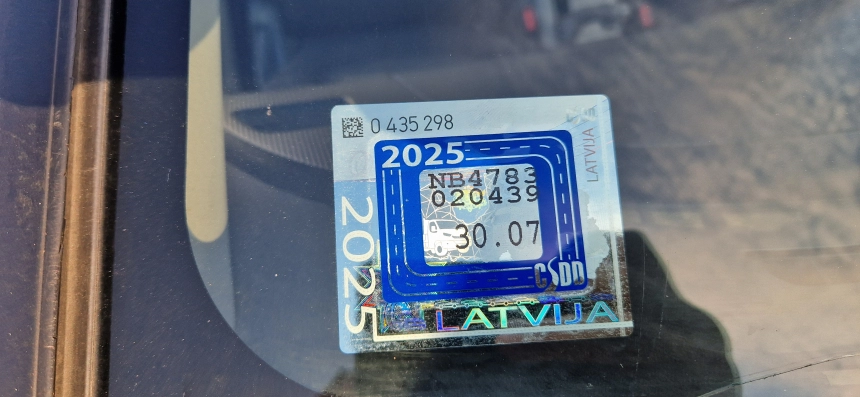 0 435 298
LATVIJA
2025
NB4783
020439
30.07
2025
CSDD
LATVIJA